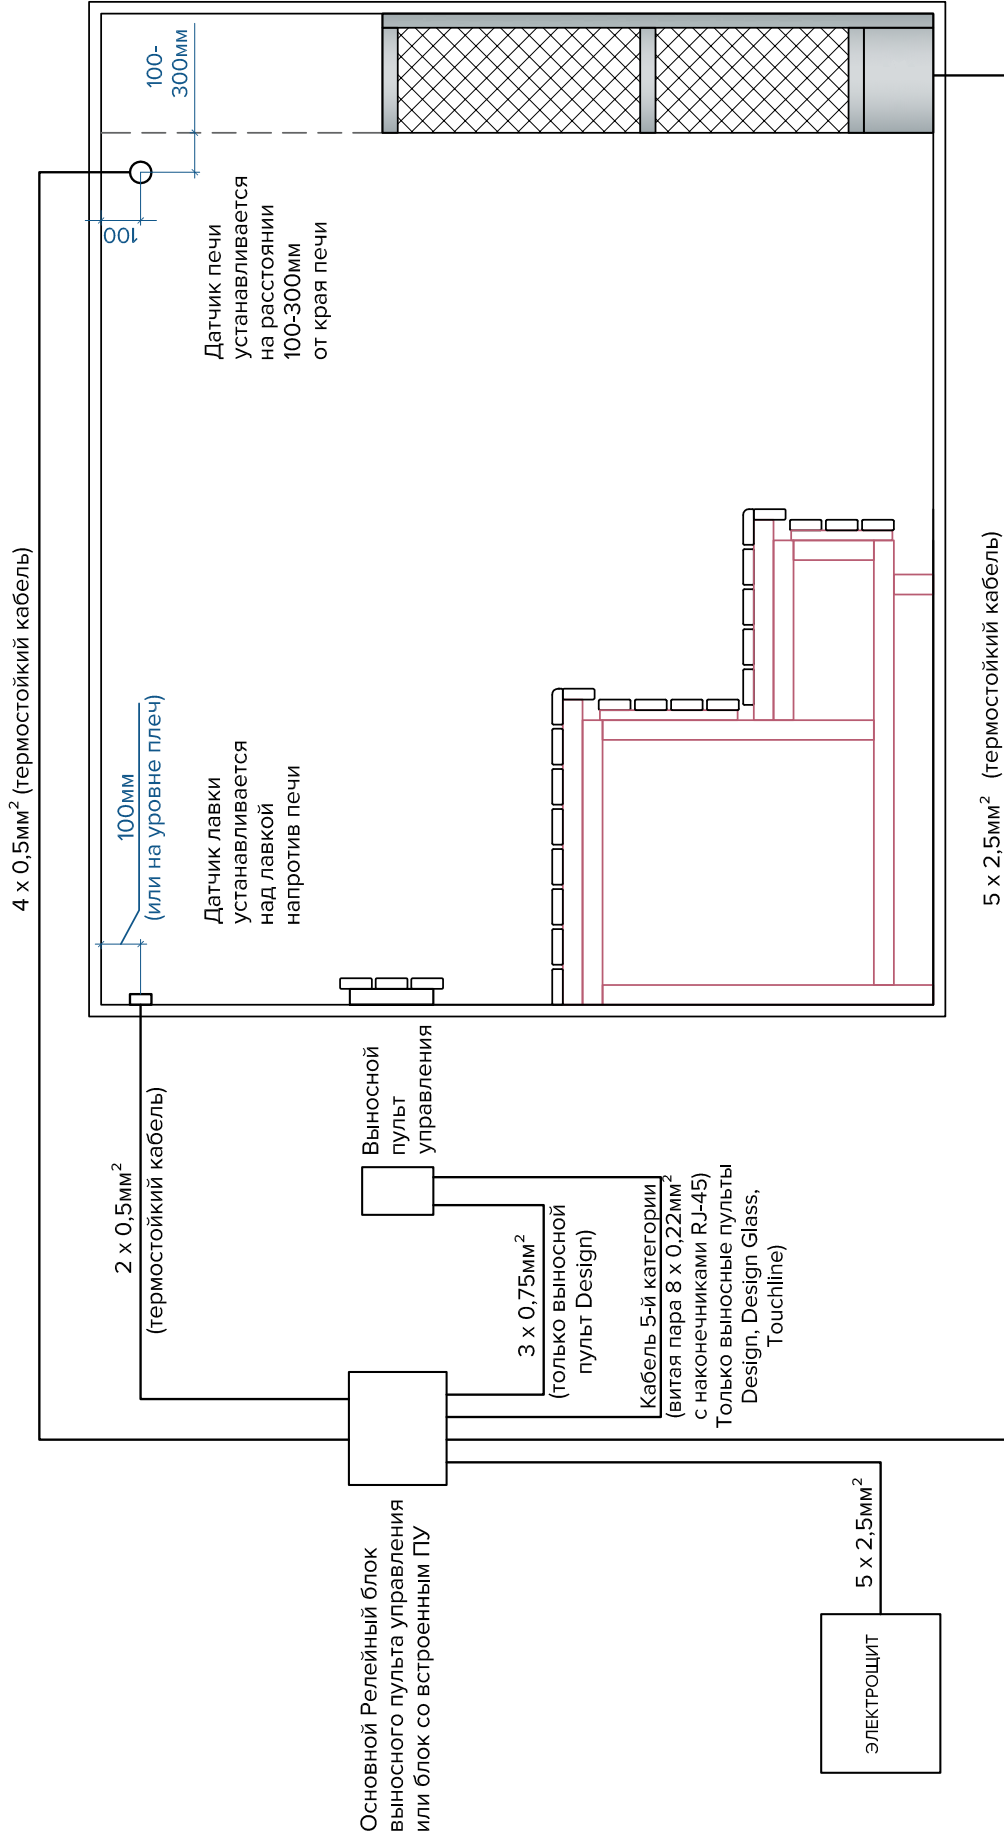 4 x 0,5мм² (термостойкий кабель)
100мм
(или на уровне плеч)
100
100-
300мм
Датчик лавки
устанавливается
над лавкой
напротив печи
Датчик печи
устанавливается
на расстоянии
100-300мм
от края печи
2 x 0,5мм²
(термостойкий кабель)
Выносной
пульт
управления
Основной Релейный блок
выносного пульта управления
или блок со встроенным ПУ
3 x 0,75мм²
(только выносной
пульт Design)
Кабель 5-й категории
(витая пара 8 x 0,22мм²
с наконечниками RJ-45)
Только выносные пульты
Design, Design Glass,
Touchline)
5 x 2,5мм²
ЭЛЕКТРОЩИТ
5 x 2,5мм² (термостойкий кабель)